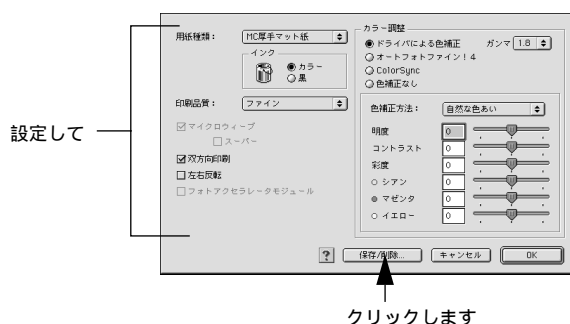 設定して
用紙種類：
MC厚手マット紙
インク
カラー
黒
印刷品質：
ファイン
マイクロウィーブ
スーパー
双方向印刷
左右反転
フォトアクセラレータモジュール
カラー調整
ドライバによる色補正
ガンマ 1.8
オートフォトファイン！4
ColorSync
色補正なし
色補正方法：
自然な色あい
明度 0
コントラスト 0
彩度 0
シアン 0
マゼンタ 0
イエロー 0
?
保存/削除...
キャンセル
OK
クリックします